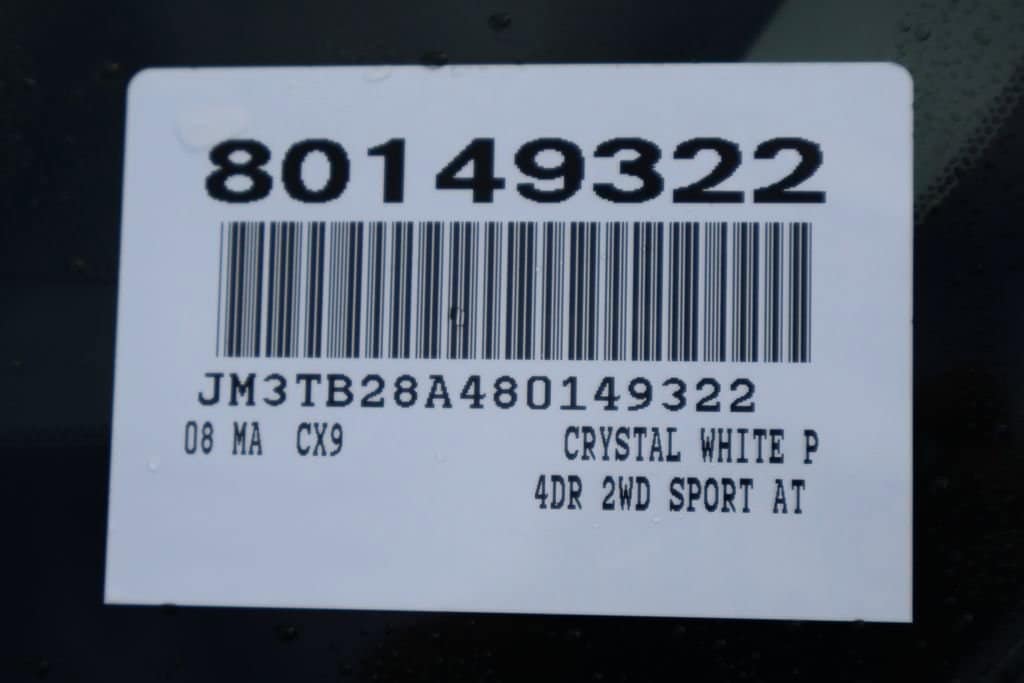 80149322
JM3TB28A480149322
08 MA CX9 CRYSTAL WHITE P
4DR 2WD SPORT AT